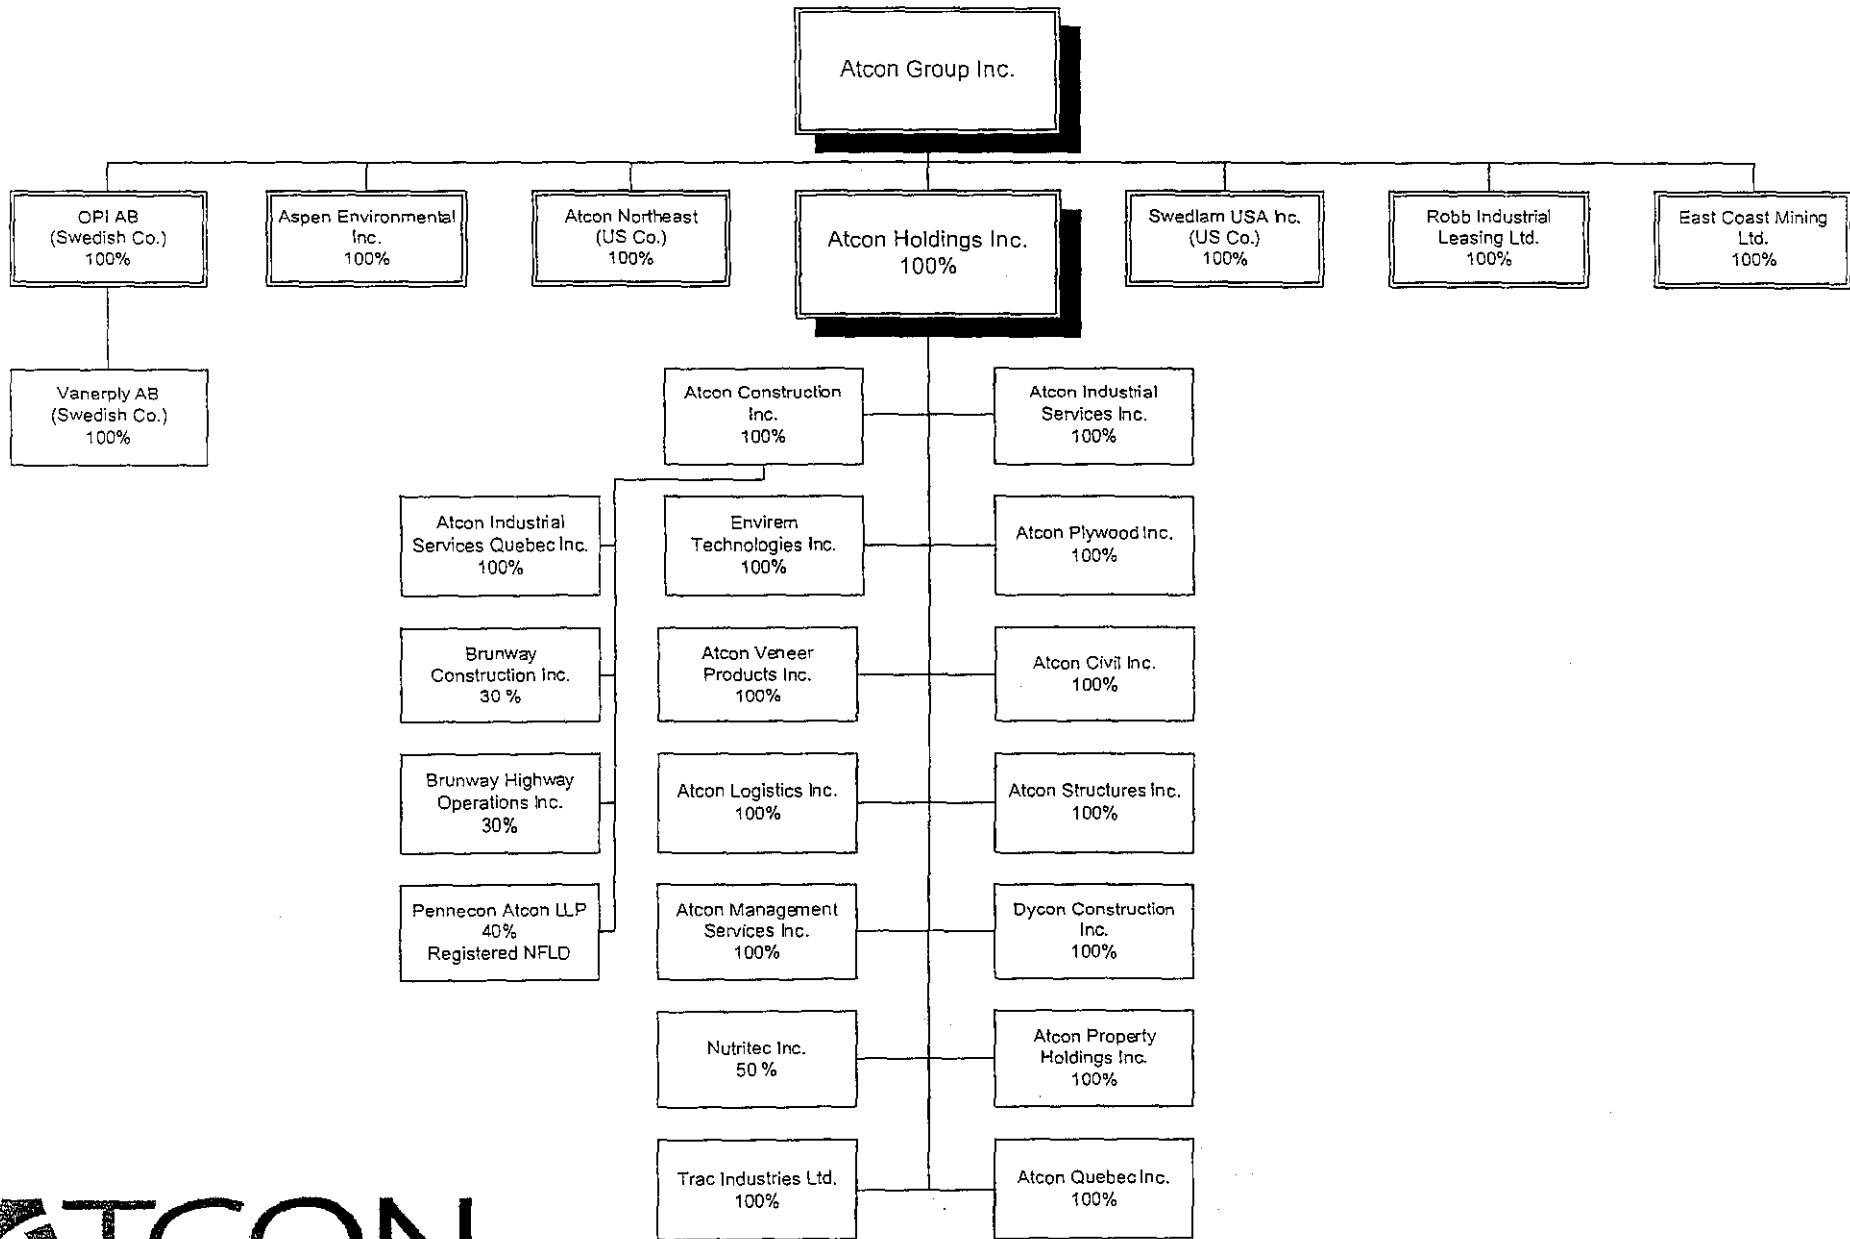 Atcon Group Inc.
OPI AB
(Swedish Co.)
100%
Aspen Environmental
Inc.
100%
Atcon Northeast
(US Co.)
100%
Atcon Holdings Inc.
100%
Swedlam USA Inc.
(US Co.)
100%
Robb Industrial
Leasing Ltd.
100%
East Coast Mining
Ltd.
100%
Vanerply AB
(Swedish Co.)
100%
Atcon Construction
Inc.
100%
Atcon Industrial
Services Inc.
100%
Atcon Industrial
Services Quebec Inc.
100%
Envirem
Technologies Inc.
100%
Atcon Plywood Inc.
100%
Brunway
Construction Inc.
30 %
Atcon Veneer
Products Inc.
100%
Atcon Civil Inc.
100%
Brunway Highway
Operations Inc.
30%
Atcon Logistics Inc.
100%
Atcon Structures Inc.
100%
Pennecon Atcon LLP
40%
Registered NFLD
Atcon Management
Services Inc.
100%
Dycon Construction
Inc.
100%
Nutritec Inc.
50 %
Atcon Property
Holdings Inc.
100%
Trac Industries Ltd.
100%
Atcon Quebec Inc.
100%
ATCON